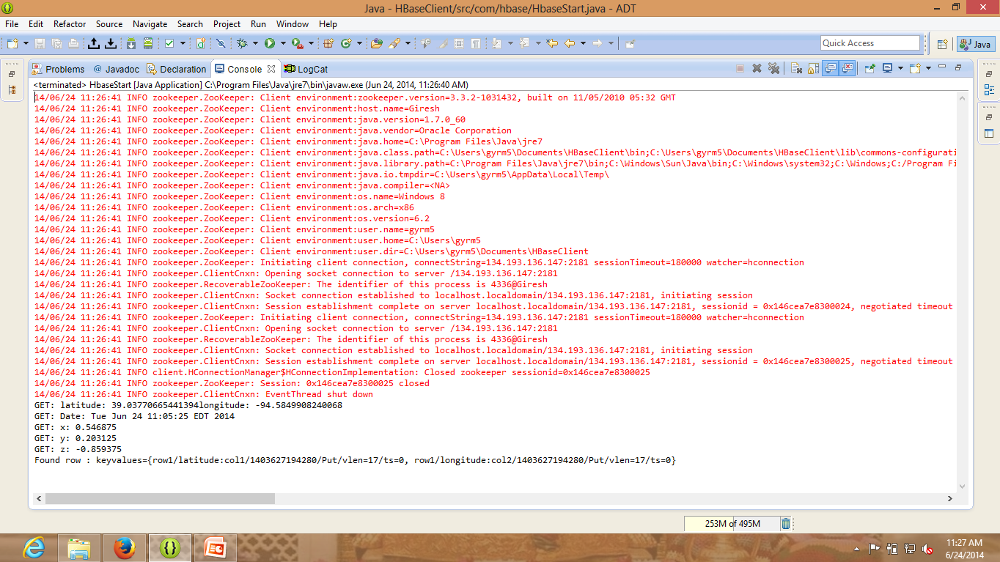 Java - HBaseClient/src/com/hbase/HbaseStart.java - ADT
File Edit Refactor Source Navigate Search Project Run Window Help
Quick Access
Java
Problems @ Javadoc Declaration Console LogCat
<terminated> HbaseStart [Java Application] C:\Program Files\Java\jre7\bin\javaw.exe (Jun 24, 2014, 11:26:40 AM)
14/06/24 11:26:41 INFO zookeeper.ZooKeeper: Client environment:zookeeper.version=3.3.2-1031432, built on 11/05/2010 05:32 GMT
14/06/24 11:26:41 INFO zookeeper.ZooKeeper: Client environment:host.name=Giresh
14/06/24 11:26:41 INFO zookeeper.ZooKeeper: Client environment:java.version=1.7.0_60
14/06/24 11:26:41 INFO zookeeper.ZooKeeper: Client environment:java.vendor=Oracle Corporation
14/06/24 11:26:41 INFO zookeeper.ZooKeeper: Client environment:java.home=C:\Program Files\Java\jre7
14/06/24 11:26:41 INFO zookeeper.ZooKeeper: Client environment:java.class.path=C:\Users\gyrm5\Documents\HBaseClient\bin;C:\Users\gyrm5\Documents\HBaseClient\lib\commons-configurati
14/06/24 11:26:41 INFO zookeeper.ZooKeeper: Client environment:java.library.path=C:\Program Files\Java\jre7\bin;C:\Windows\Sun\Java\bin;C:\Windows\system32;C:\Windows;C:/Program Fi
14/06/24 11:26:41 INFO zookeeper.ZooKeeper: Client environment:java.io.tmpdir=C:\Users\gyrm5\AppData\Local\Temp\
14/06/24 11:26:41 INFO zookeeper.ZooKeeper: Client environment:java.compiler=<NA>
14/06/24 11:26:41 INFO zookeeper.ZooKeeper: Client environment:os.name=Windows 8
14/06/24 11:26:41 INFO zookeeper.ZooKeeper: Client environment:os.arch=x86
14/06/24 11:26:41 INFO zookeeper.ZooKeeper: Client environment:os.version=6.2
14/06/24 11:26:41 INFO zookeeper.ZooKeeper: Client environment:user.name=gyrm5
14/06/24 11:26:41 INFO zookeeper.ZooKeeper: Client environment:user.home=C:\Users\gyrm5
14/06/24 11:26:41 INFO zookeeper.ZooKeeper: Client environment:user.dir=C:\Users\gyrm5\Documents\HBaseClient
14/06/24 11:26:41 INFO zookeeper.ZooKeeper: Initiating client connection, connectString=134.193.136.147:2181 sessionTimeout=180000 watcher=hconnection
14/06/24 11:26:41 INFO zookeeper.ClientCnxn: Opening socket connection to server /134.193.136.147:2181
14/06/24 11:26:41 INFO zookeeper.RecoverableZooKeeper: The identifier of this process is 4336@Giresh
14/06/24 11:26:41 INFO zookeeper.ClientCnxn: Socket connection established to localhost.localdomain/134.193.136.147:2181, initiating session
14/06/24 11:26:41 INFO zookeeper.ClientCnxn: Session establishment complete on server localhost.localdomain/134.193.136.147:2181, sessionid = 0x146cea7e8300024, negotiated timeout
14/06/24 11:26:41 INFO zookeeper.ZooKeeper: Initiating client connection, connectString=134.193.136.147:2181 sessionTimeout=180000 watcher=hconnection
14/06/24 11:26:41 INFO zookeeper.ClientCnxn: Opening socket connection to server /134.193.136.147:2181
14/06/24 11:26:41 INFO zookeeper.RecoverableZooKeeper: The identifier of this process is 4336@Giresh
14/06/24 11:26:41 INFO zookeeper.ClientCnxn: Socket connection established to localhost.localdomain/134.193.136.147:2181, initiating session
14/06/24 11:26:41 INFO zookeeper.ClientCnxn: Session establishment complete on server localhost.localdomain/134.193.136.147:2181, sessionid = 0x146cea7e8300025, negotiated timeout
14/06/24 11:26:41 INFO client.HConnectionManager$HConnectionImplementation: Closed zookeeper sessionid=0x146cea7e8300025
14/06/24 11:26:41 INFO zookeeper.ZooKeeper: Session: 0x146cea7e8300025 closed
14/06/24 11:26:41 INFO zookeeper.ClientCnxn: EventThread shut down
GET: latitude: 39.03770665441394longitude: -94.5849908240068
GET: Date: Tue Jun 24 11:05:25 EDT 2014
GET: x: 0.546875
GET: y: 0.203125
GET: z: -0.859375
Found row : keyvalues={row1/latitude:col1/1403627194280/Put/vlen=17/ts=0, row1/longitude:col2/1403627194280/Put/vlen=17/ts=0}
253M of 495M
11:27 AM
6/24/2014